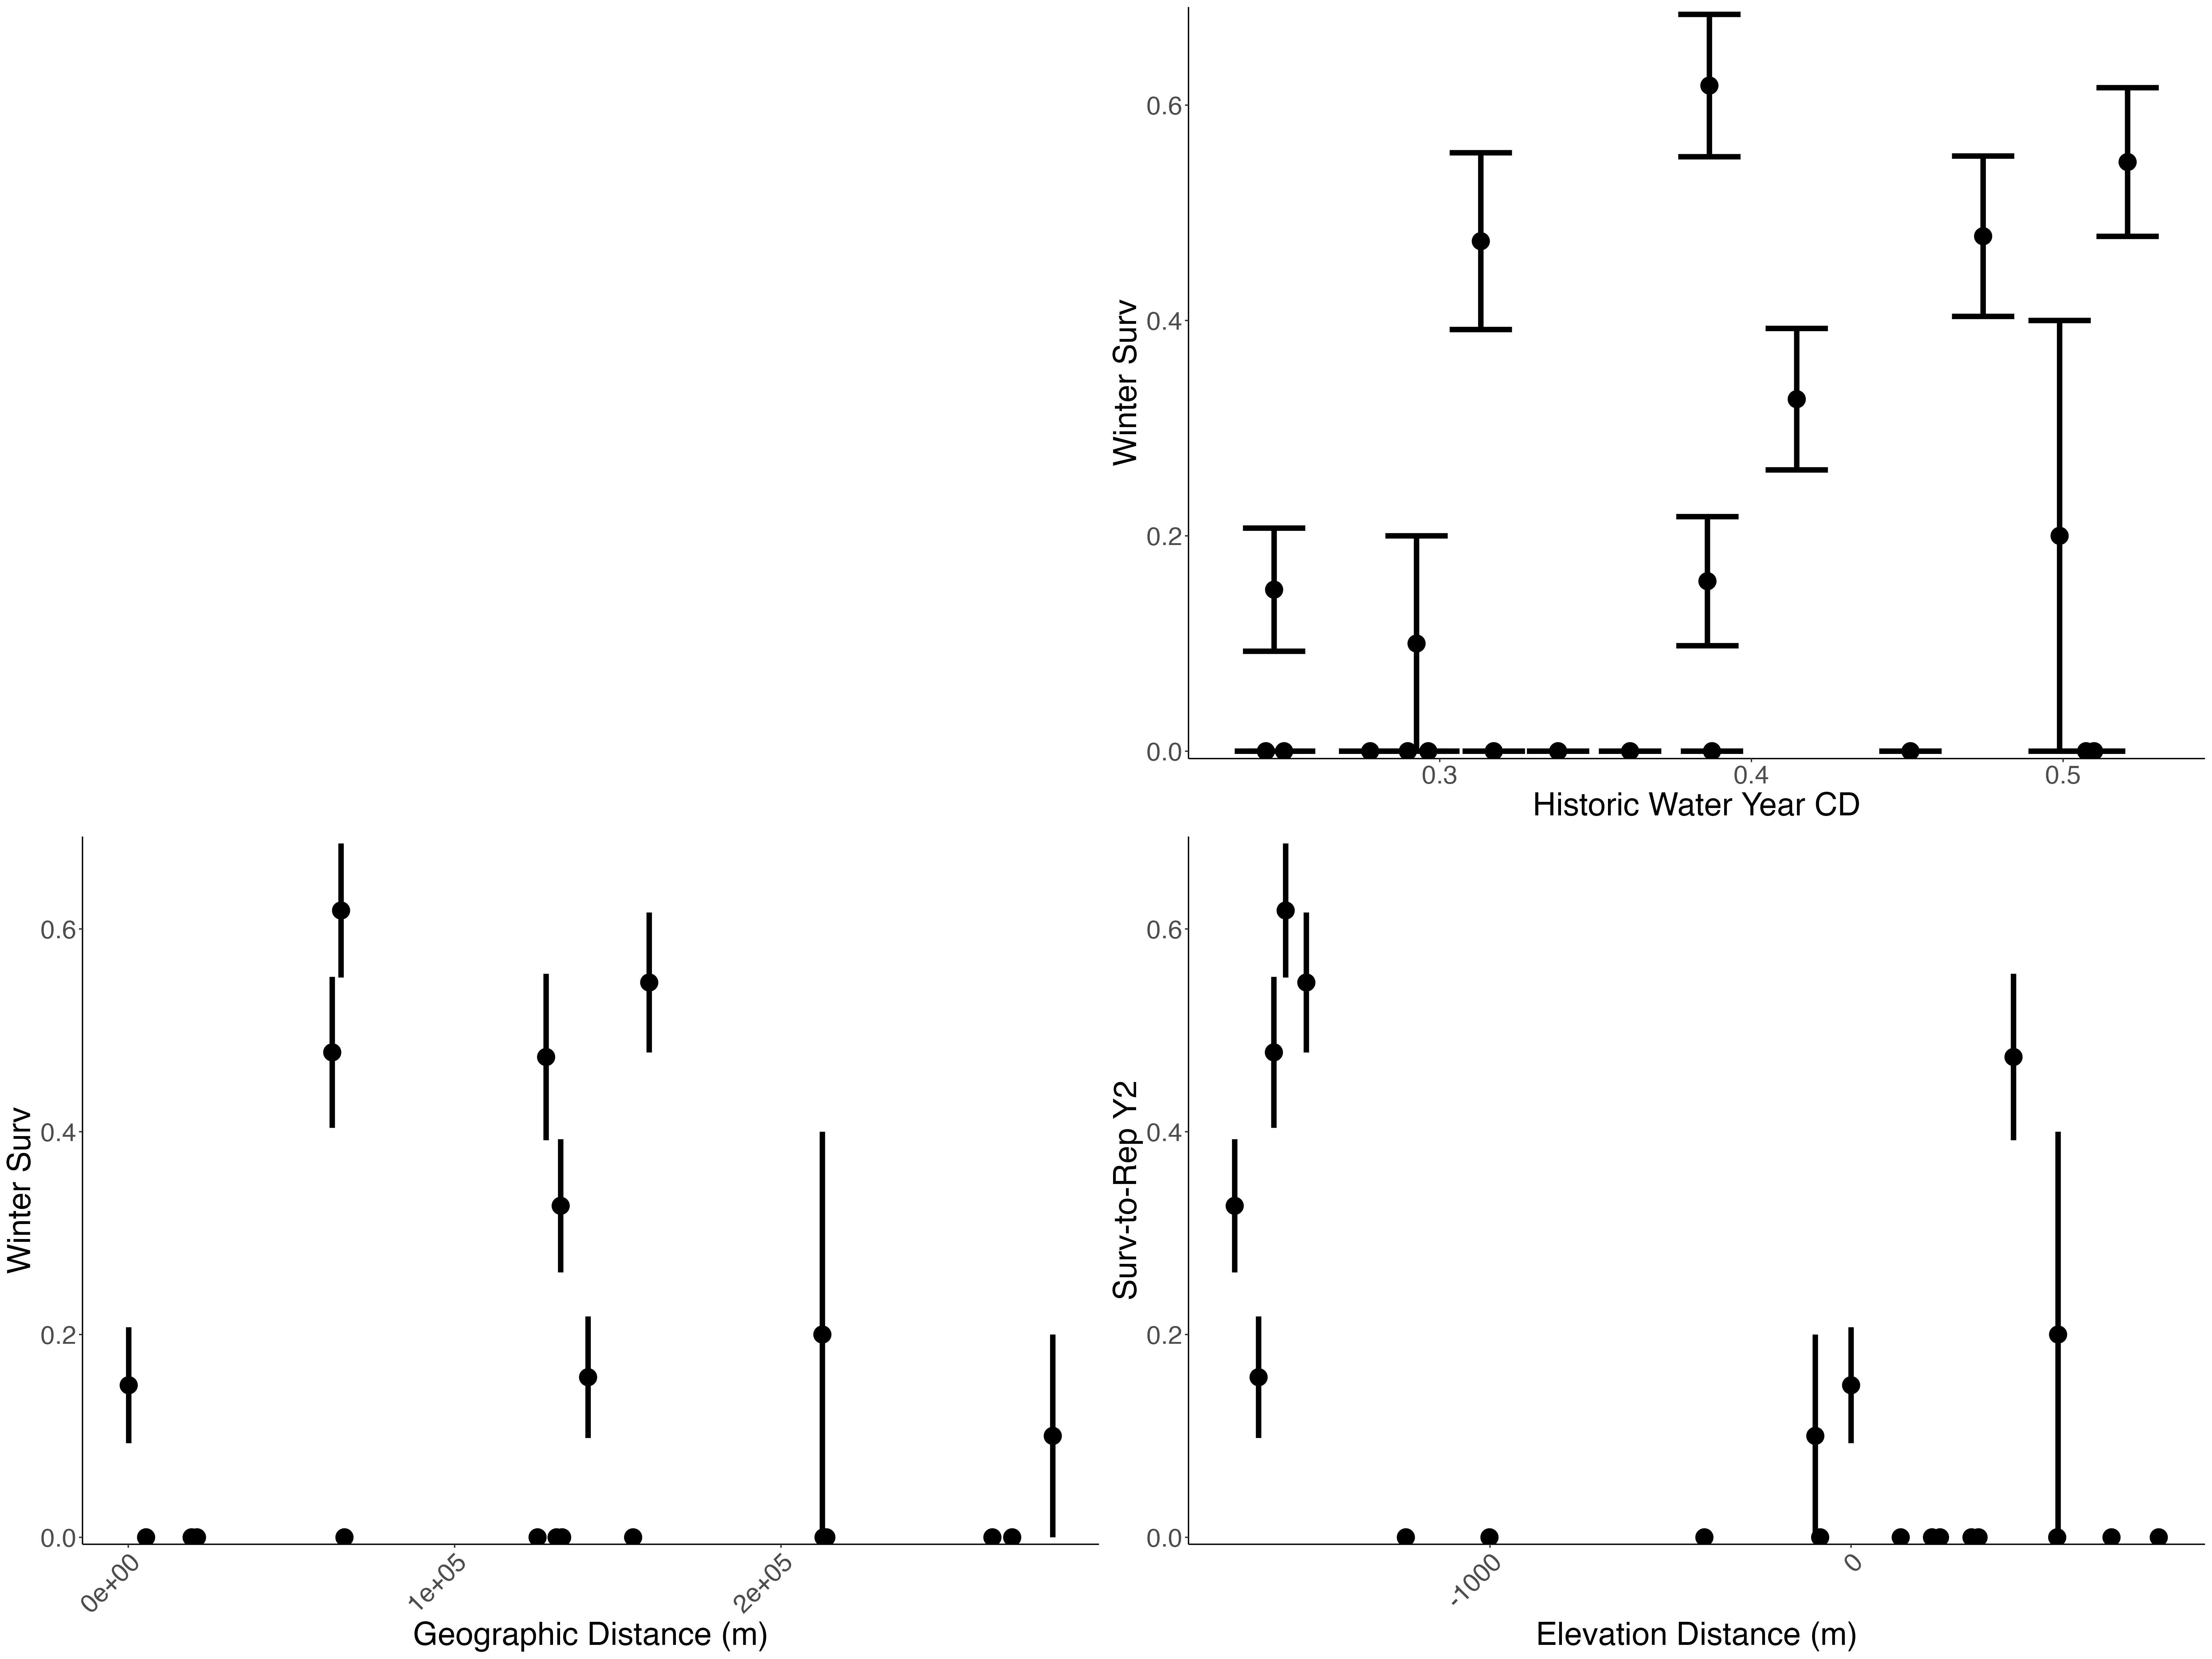 0.6
0.4
0.2
0.0
Winter Surv
0.3 0.4 0.5
Historic Water Year CD
0.6
0.4
0.2
0.0
Winter Surv
0e+00 1e+05 2e+05
Geographic Distance (m)
0.6
0.4
0.2
0.0
Surv-to-Rep Y2
-1000 0
Elevation Distance (m)